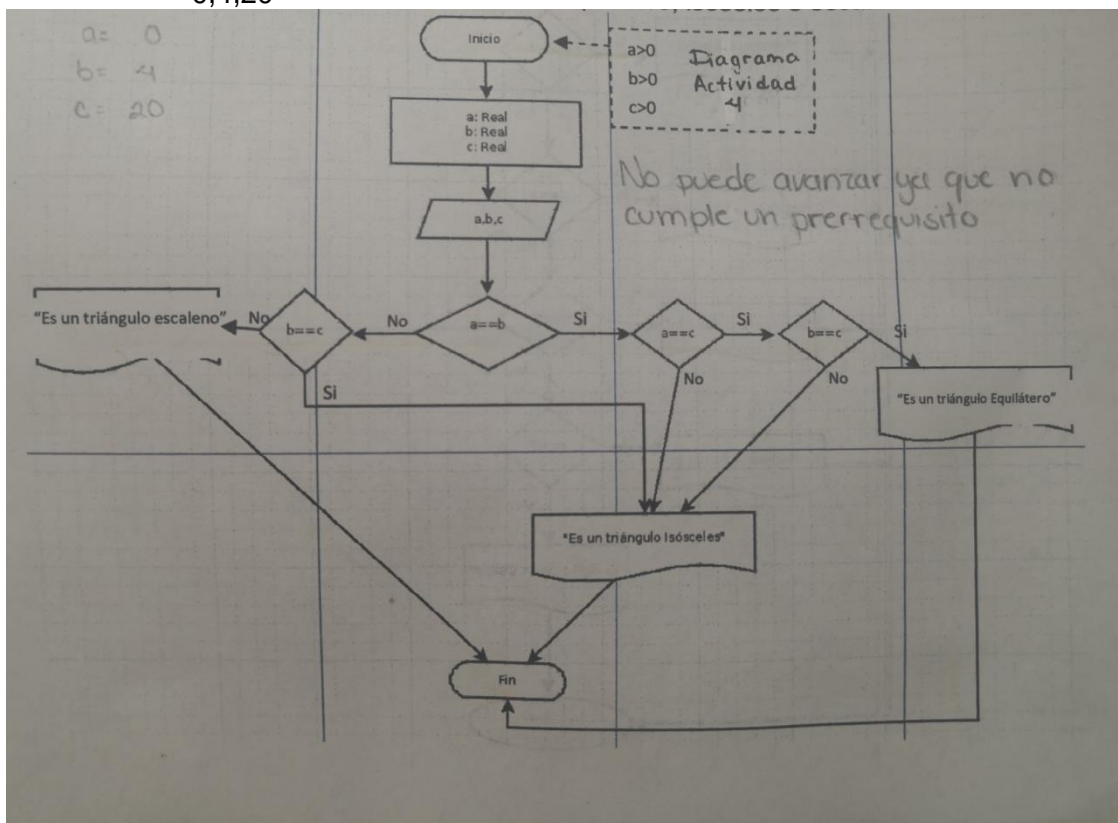 a= 0
b= 4
c= 20
Inicio
a>0
b>0
c>0
Diagrama
Actividad
4
a: Real
b: Real
c: Real
No puede avanzar ya que no
cumple un prerrequisito
a,b,c
"Es un triángulo escaleno"
No
b==c
No
a==b
Si
a==c
Si
b==c
Si
Si
No
No
"Es un triángulo Equilátero"
"Es un triángulo Isósceles"
Fin